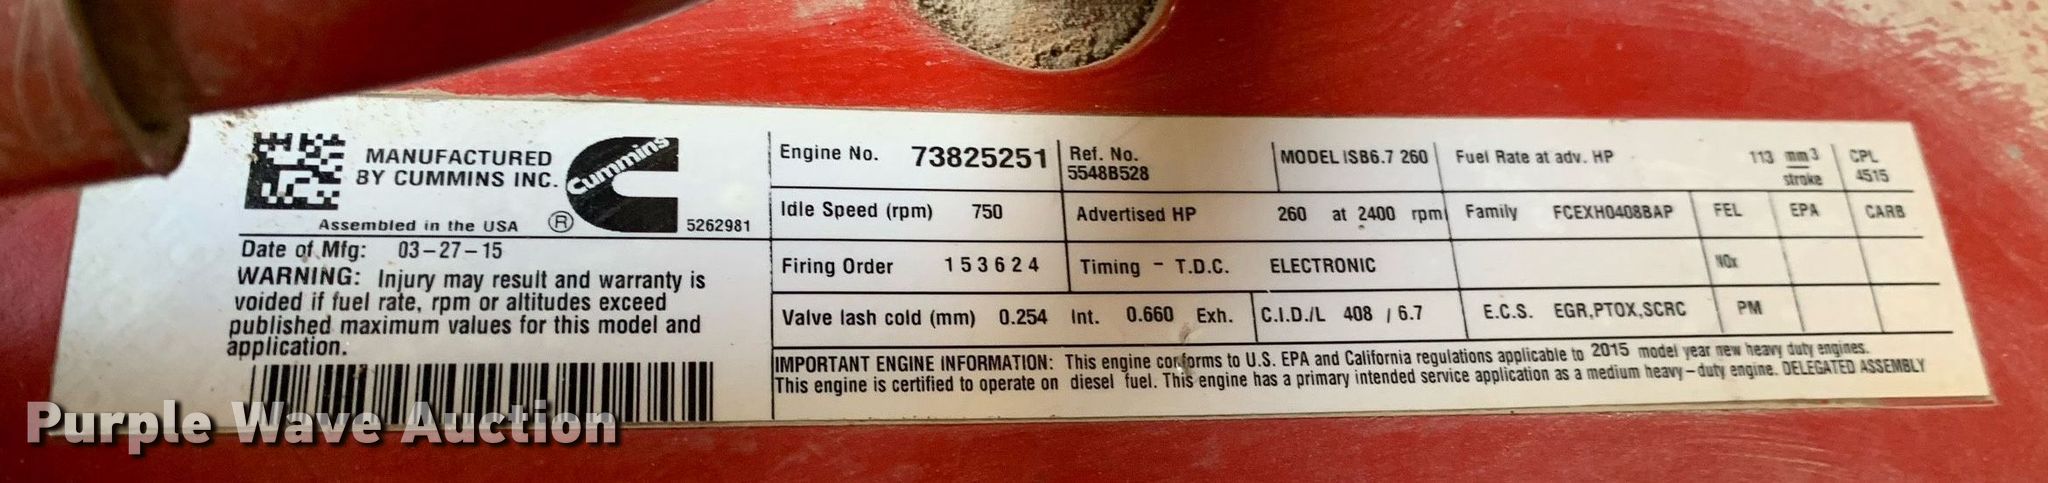 MANUFACTURED
BY CUMMINS INC.
Cummins
Assembled in the USA ® 5262981
Date of Mfg: 03-27-15
WARNING: Injury may result and warranty is
voided if fuel rate, rpm or altitudes exceed
published maximum values for this model and
application.
Engine No. 73825251 Ref. No. 5548B528 MODEL ISB6.7 260 Fuel Rate at adv. HP 113 mm3 stroke CPL 4515
Idle Speed (rpm) 750 Advertised HP 260 at 2400 rpm Family FCEXH0408BAP FEL EPA CARB
Firing Order 1 5 3 6 2 4 Timing - T.D.C. ELECTRONIC NOx
Valve lash cold (mm) 0.254 Int. 0.660 Exh. C.I.D./L 408 / 6.7 E.C.S. EGR,PTOX,SCRC PM
IMPORTANT ENGINE INFORMATION: This engine conforms to U.S. EPA and California regulations applicable to 2015 model year new heavy duty engines.
This engine is certified to operate on diesel fuel. This engine has a primary intended service application as a medium heavy-duty engine. DELEGATED ASSEMBLY
Purple Wave Auction